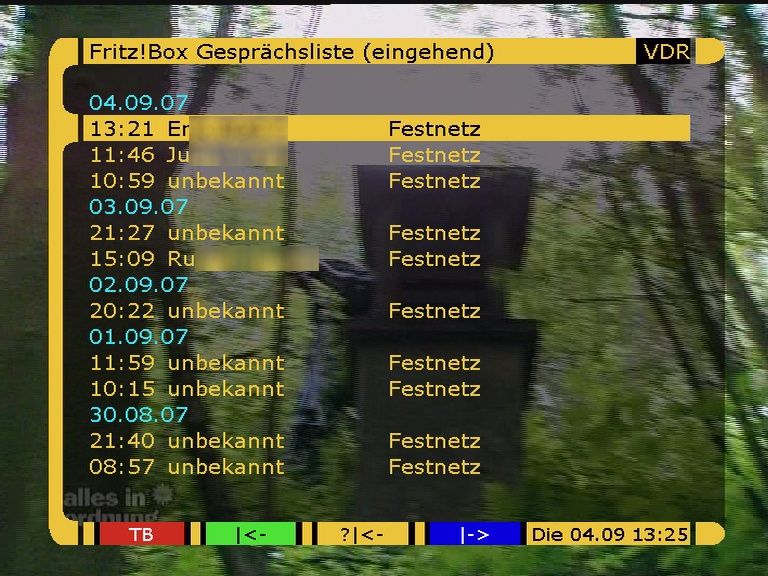 Fritz!Box Gesprächsliste (eingehend) VDR
04.09.07
13:21 Er Festnetz
11:46 Ju Festnetz
10:59 unbekannt Festnetz
03.09.07
21:27 unbekannt Festnetz
15:09 Ru Festnetz
02.09.07
20:22 unbekannt Festnetz
01.09.07
11:59 unbekannt Festnetz
10:15 unbekannt Festnetz
30.08.07
21:40 unbekannt Festnetz
08:57 unbekannt Festnetz
alles in
ordnung
TB |<- ?|<- |-> Die 04.09 13:25